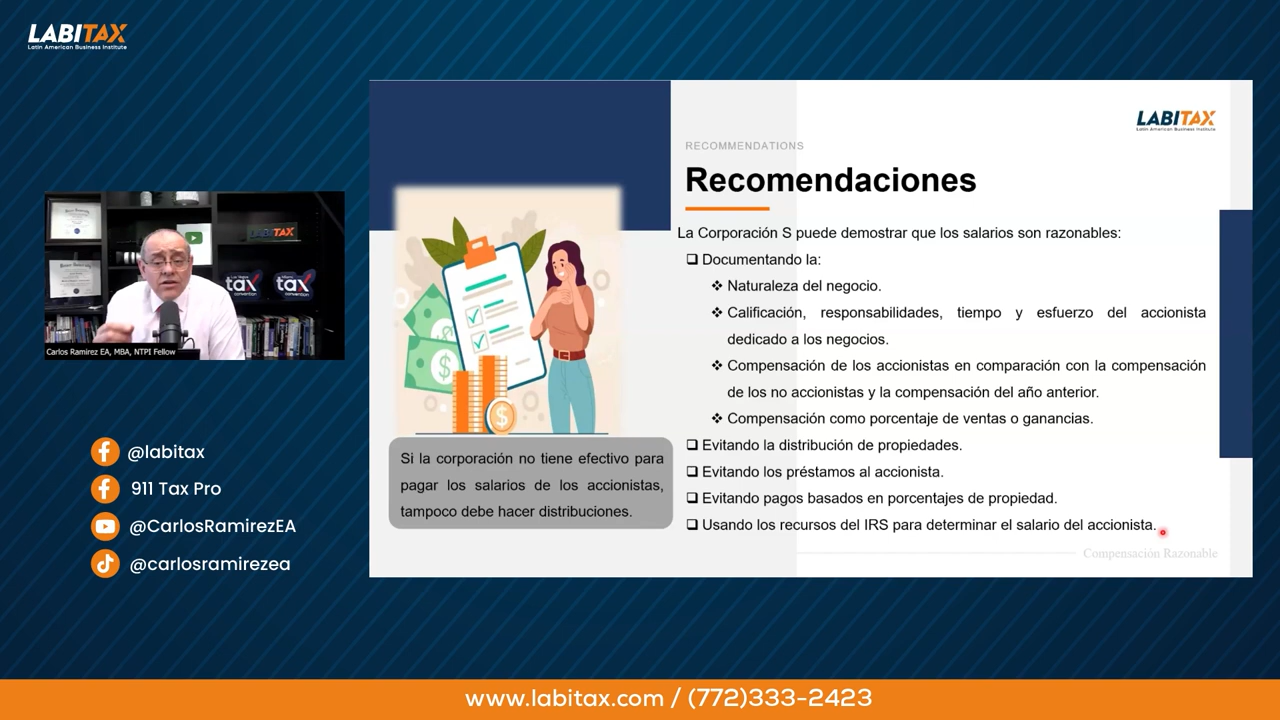 LABITAX
Latin American Business Institute
LABITAX
Latin American Business Institute
RECOMMENDATIONS
Recomendaciones
La Corporación S puede demostrar que los salarios son razonables:
Documentando la:
Naturaleza del negocio.
Calificación, responsabilidades, tiempo y esfuerzo del accionista
dedicado a los negocios.
Compensación de los accionistas en comparación con la compensación
de los no accionistas y la compensación del año anterior.
Compensación como porcentaje de ventas o ganancias.
Evitando la distribución de propiedades.
Evitando los préstamos al accionista.
Evitando pagos basados en porcentajes de propiedad.
Usando los recursos del IRS para determinar el salario del accionista.
Compensación Razonable
Si la corporación no tiene efectivo para
pagar los salarios de los accionistas,
tampoco debe hacer distribuciones.
LABITAX
tax
convention
tax
convention
Carlos Ramirez EA, MBA, NTPI Fellow
@labitax
911 Tax Pro
@CarlosRamirezEA
@carlosramirezea
www.labitax.com / (772)333-2423